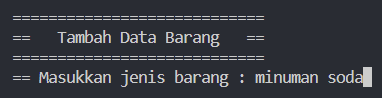 ============================
==   Tambah Data Barang   ==
============================
== Masukkan jenis barang : minuman soda